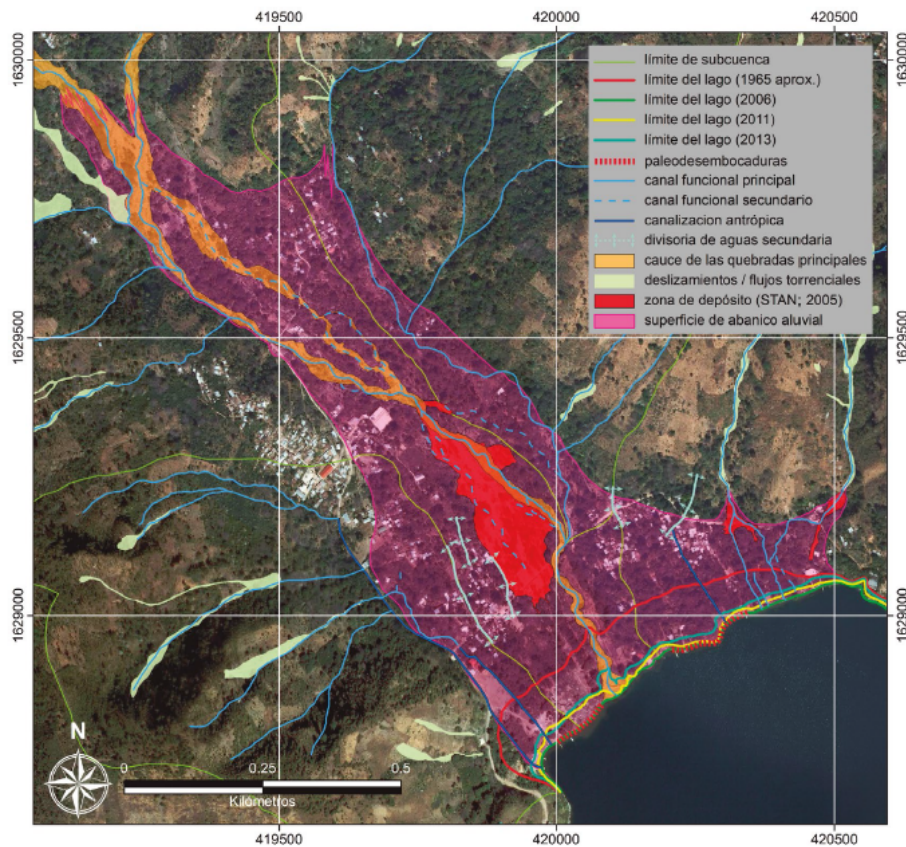 419500
420000
420500
1630000
1630000
límite de subcuenca
límite del lago (1965 aprox.)
límite del lago (2006)
límite del lago (2011)
límite del lago (2013)
paleodesembocaduras
canal funcional principal
canal funcional secundario
canalizacion antrópica
divisoria de aguas secundaria
cauce de las quebradas principales
deslizamientos / flujos torrenciales
zona de depósito (STAN; 2005)
superficie de abanico aluvial
1629500
1629500
1629000
1629000
N
0
0.25
0.5
Kilómetros
419500
420000
420500